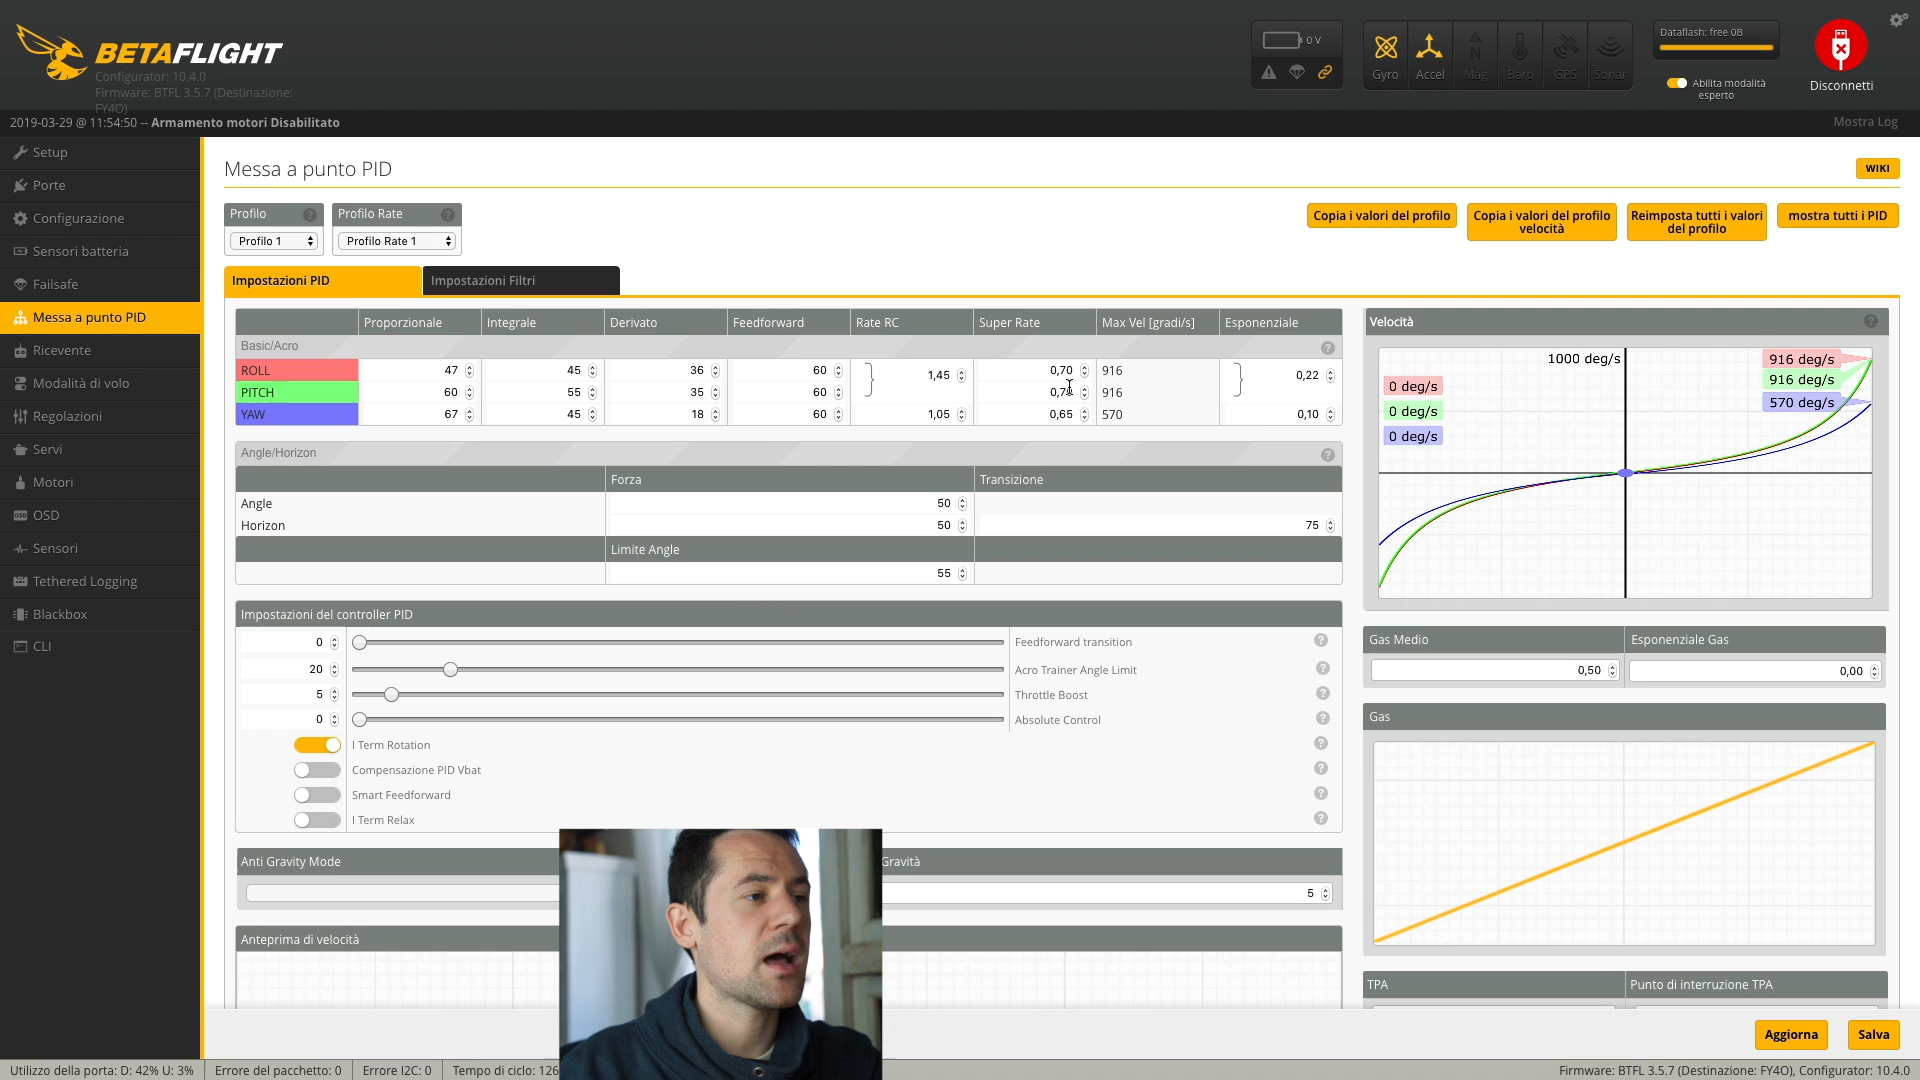 BETAFLIGHT
Configurator: 10.4.0
Firmware: BTFL 3.5.7 (Destinazione:
FY4O)
0 V
Gyro
Accel
Mag
Baro
GPS
Sonar
Dataflash: free 0B
Abilita modalità
esperto
Disconnetti
2019-03-29 @ 11:54:50 -- Armamento motori Disabilitato
Mostra Log
Setup
Porte
Configurazione
Sensori batteria
Failsafe
Messa a punto PID
Ricevente
Modalità di volo
Regolazioni
Servi
Motori
OSD
Sensori
Tethered Logging
Blackbox
CLI
Messa a punto PID
WIKI
Profilo
Profilo 1
Profilo Rate
Profilo Rate 1
Copia i valori del profilo
Copia i valori del profilo
velocità
Reimposta tutti i valori
del profilo
mostra tutti i PID
Impostazioni PID
Impostazioni Filtri
Proporzionale Integrale Derivato Feedforward Rate RC Super Rate Max Vel [gradi/s] Esponenziale
Basic/Acro
ROLL 47 45 36 60 1,45 0,70 916 0,22
PITCH 60 55 35 60 916
YAW 67 45 18 60 1,05 0,65 570 0,10
Angle/Horizon
Forza Transizione
Angle 50
Horizon 50 75
Limite Angle
55
Impostazioni del controller PID
0 Feedforward transition
20 Acro Trainer Angle Limit
5 Throttle Boost
0 Absolute Control
I Term Rotation
Compensazione PID Vbat
Smart Feedforward
I Term Relax
Anti Gravity Mode
Gravità
5
Anteprima di velocità
Velocità
1000 deg/s
916 deg/s
916 deg/s
570 deg/s
0 deg/s
0 deg/s
0 deg/s
Gas Medio Esponenziale Gas
0,50 0,00
Gas
TPA Punto di interruzione TPA
Aggiorna
Salva
Utilizzo della porta: D: 42% U: 3%
Errore del pacchetto: 0
Errore I2C: 0
Tempo di ciclo: 126
Firmware: BTFL 3.5.7 (Destinazione: FY4O), Configurator: 10.4.0